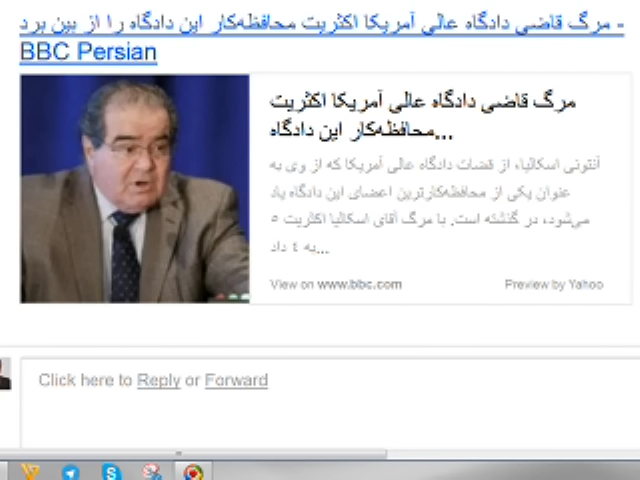 مرگ قاضی دادگاه عالی آمریکا اکثریت محافظه‌کار این دادگاه را از بین برد -
BBC Persian
مرگ قاضی دادگاه عالی آمریکا اکثریت
محافظه‌کار این دادگاه...
آنتونی اسکالیا، از قضات دادگاه عالی آمریکا که از وی به
عنوان یکی از محافظه‌کارترین اعضای این دادگاه یاد
می‌شود، در گذشته است. با مرگ آقای اسکالیا اکثریت ۵
به ٤ داد...
View on www.bbc.com
Preview by Yahoo
Click here to Reply or Forward